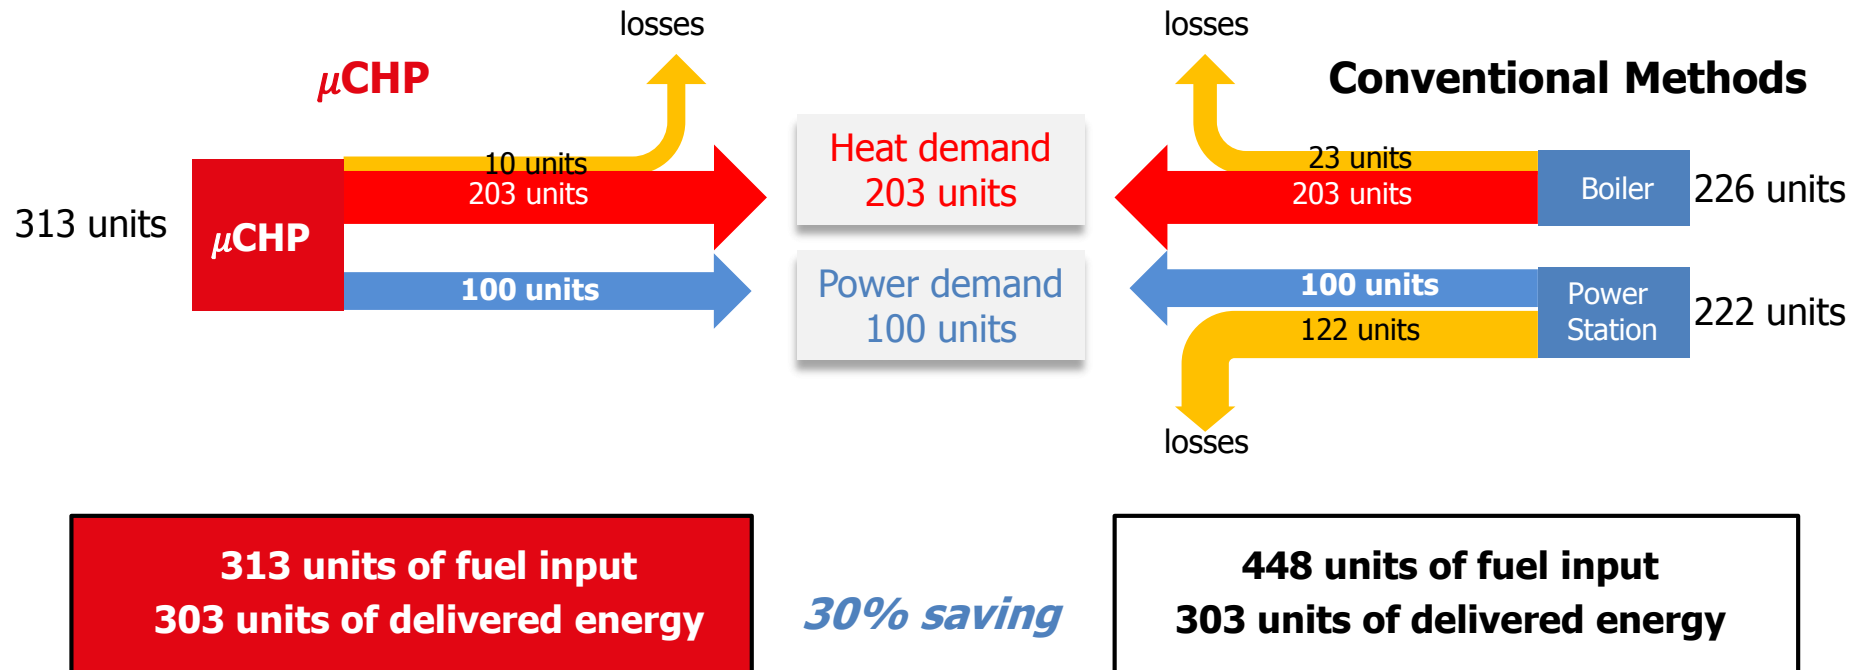 losses
losses
μCHP
Conventional Methods
10 units
203 units
313 units
μCHP
100 units
Heat demand
203 units
Power demand
100 units
23 units
203 units
Boiler
226 units
100 units
122 units
Power
Station
222 units
losses
313 units of fuel input
303 units of delivered energy
30% saving
448 units of fuel input
303 units of delivered energy